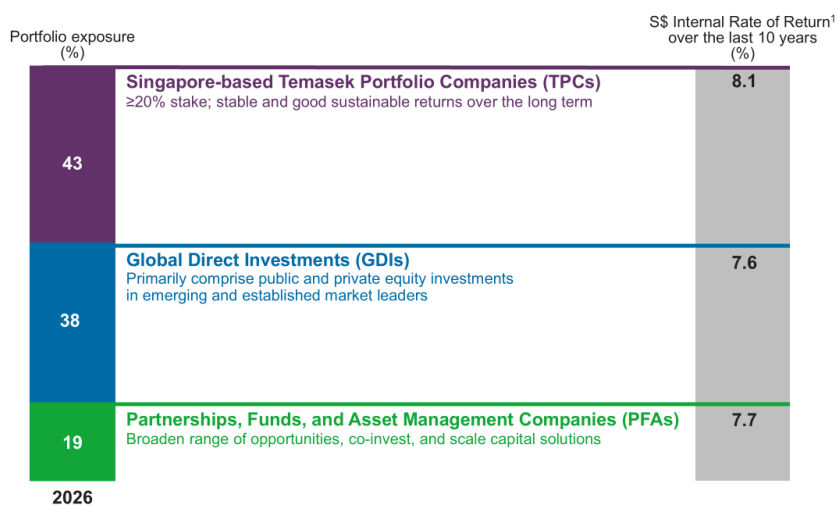 Portfolio exposure
(%)
S$ Internal Rate of Return1
over the last 10 years
(%)
Singapore-based Temasek Portfolio Companies (TPCs)
≥20% stake; stable and good sustainable returns over the long term
8.1
43
Global Direct Investments (GDIs)
Primarily comprise public and private equity investments
in emerging and established market leaders
7.6
38
Partnerships, Funds, and Asset Management Companies (PFAs)
Broaden range of opportunities, co-invest, and scale capital solutions
7.7
19
2026